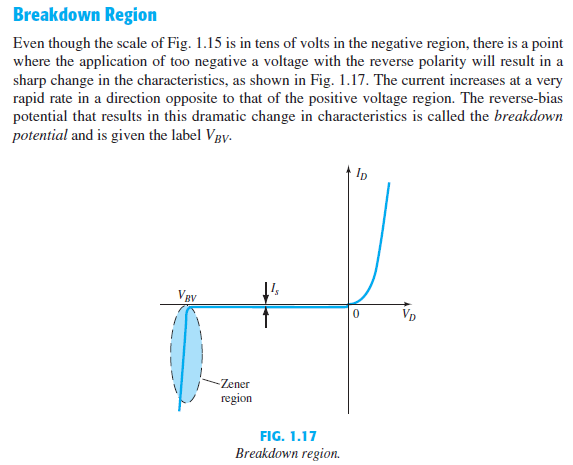 Breakdown Region
Even though the scale of Fig. 1.15 is in tens of volts in the negative region, there is a point
where the application of too negative a voltage with the reverse polarity will result in a
sharp change in the characteristics, as shown in Fig. 1.17. The current increases at a very
rapid rate in a direction opposite to that of the positive voltage region. The reverse-bias
potential that results in this dramatic change in characteristics is called the breakdown
potential and is given the label VBV.
ID
Is
VBV
0
VD
Zener
region
FIG. 1.17
Breakdown region.